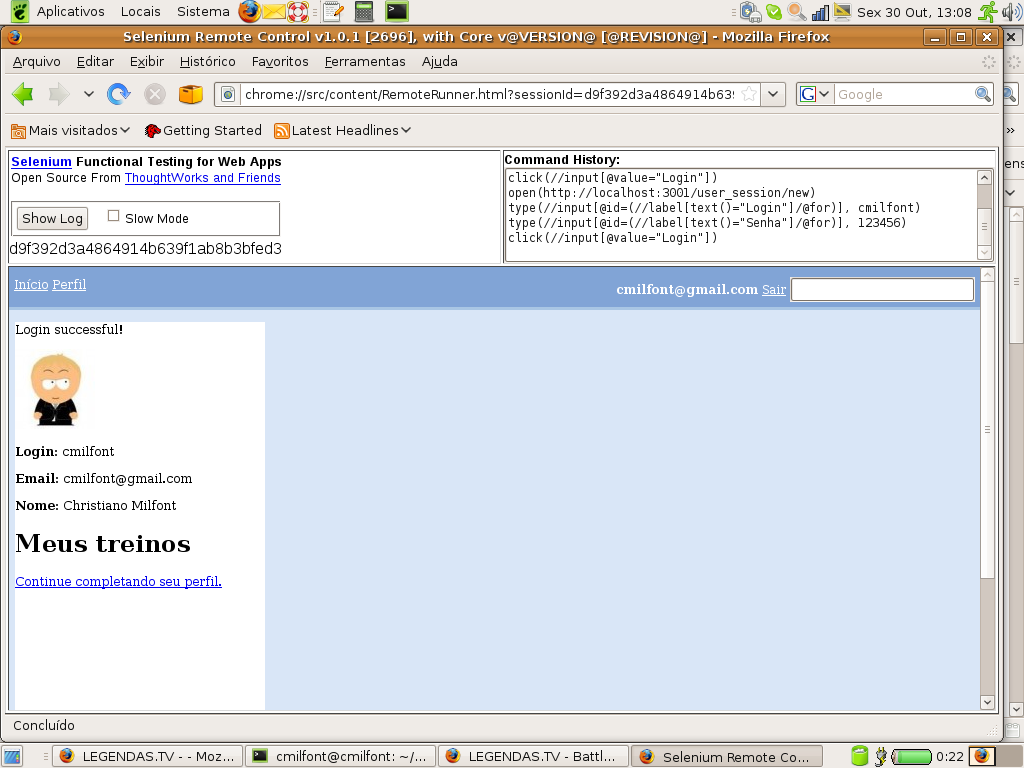 Aplicativos Locais Sistema Sex 30 Out, 13:08
Selenium Remote Control v1.0.1 [2696], with Core v@VERSION@ [@REVISION@] - Mozilla Firefox
Arquivo Editar Exibir Histórico Favoritos Ferramentas Ajuda
chrome://src/content/RemoteRunner.html?sessionId=d9f392d3a4864914b639 Google
Mais visitados Getting Started Latest Headlines »
Selenium Functional Testing for Web Apps
Open Source From ThoughtWorks and Friends
Show Log Slow Mode
d9f392d3a4864914b639f1ab8b3bfed3
Command History:
click(//input[@value="Login"])
open(http://localhost:3001/user_session/new)
type(//input[@id=(//label[text()="Login"]/@for)], cmilfont)
type(//input[@id=(//label[text()="Senha"]/@for)], 123456)
click(//input[@value="Login"])
Início Perfil cmilfont@gmail.com Sair
Login successful!
Login: cmilfont
Email: cmilfont@gmail.com
Nome: Christiano Milfont
Meus treinos
Continue completando seu perfil.
Concluído
LEGENDAS.TV - - Moz... cmilfont@cmilfont: ~/... LEGENDAS.TV - Battl... Selenium Remote Co... 0:22